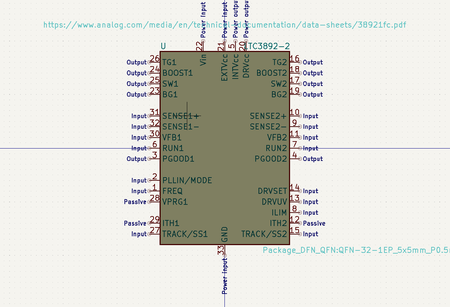 https://www.analog.com/media/en/technical-documentation/data-sheets/38921fc.pdf
Power input
Power input
Power output
Power output
22
21
5
20
U
LTC3892-2
Vin
EXTVcc
INTVcc
DRVcc
Output 26 TG1 TG2 16 Output
Output 24 BOOST1 BOOST2 18 Output
Output 25 SW1 SW2 17 Output
Output 23 BG1 BG2 19 Output
Input 31 SENSE1+ SENSE2+ 10 Input
Input 32 SENSE1- SENSE2- 9 Input
Input 30 VFB1 VFB2 11 Input
Input 6 RUN1 RUN2 7 Input
Output 3 PGOOD1 PGOOD2 4 Output
Input 2 PLLIN/MODE
Input 1 FREQ DRVSET 14 Input
Passive 28 VPRG1 DRVUV 13 Input
ILIM 8 Input
Passive 29 ITH1 ITH2 12 Passive
Input 27 TRACK/SS1 TRACK/SS2 15 Input
GND
33
Power input
Package_DFN_QFN:QFN-32-1EP_5x5mm_P0.5